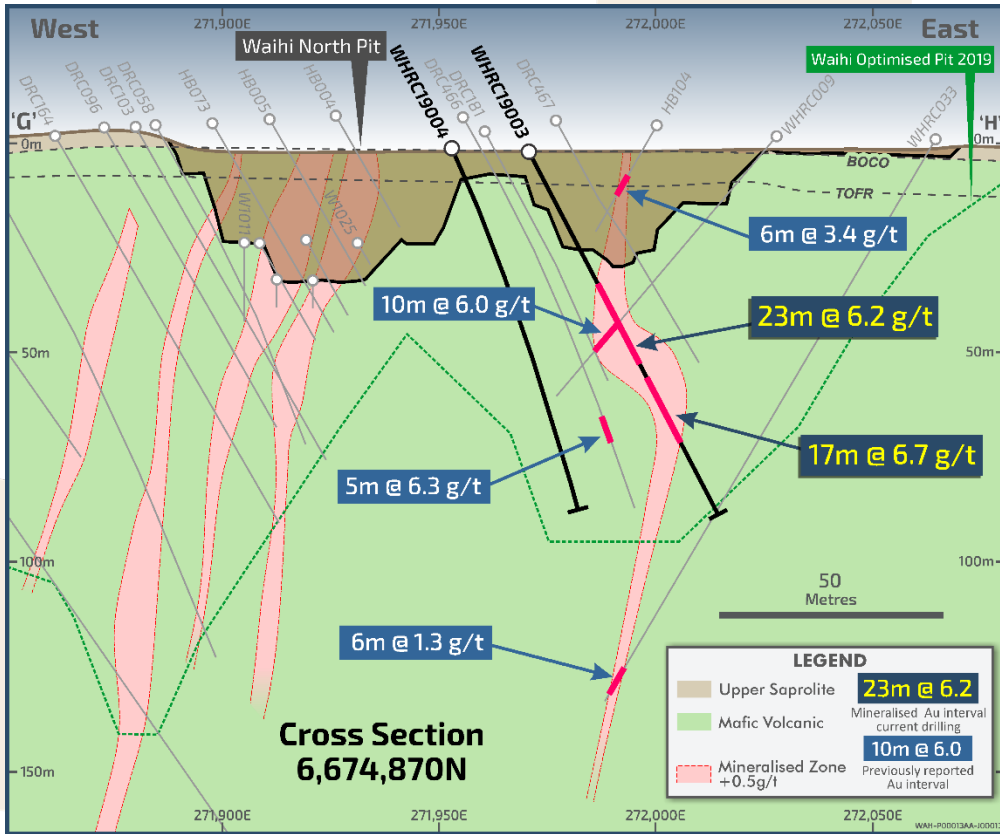 West
271,900E
271,950E
272,000E
272,050E
East
Waihi North Pit
Waihi Optimised Pit 2019
DRC164
DRC096
DRC103
DRC058
HB073
HB005
HB004
WHRC19004
DRC466
DRC181
WHRC19003
DRC467
HB104
WHRC009
WHRC033
'G'
'H'
0m
0m
BOCO
TOFR
W1011
W1025
6m @ 3.4 g/t
10m @ 6.0 g/t
23m @ 6.2 g/t
50m
50m
17m @ 6.7 g/t
5m @ 6.3 g/t
100m
100m
50
Metres
6m @ 1.3 g/t
Cross Section
6,674,870N
LEGEND
Upper Saprolite
Mafic Volcanic
Mineralised Zone
+0.5g/t
23m @ 6.2
Mineralised Au interval
current drilling
10m @ 6.0
Previously reported
Au interval
150m
271,900E
271,950E
272,000E
272,050E